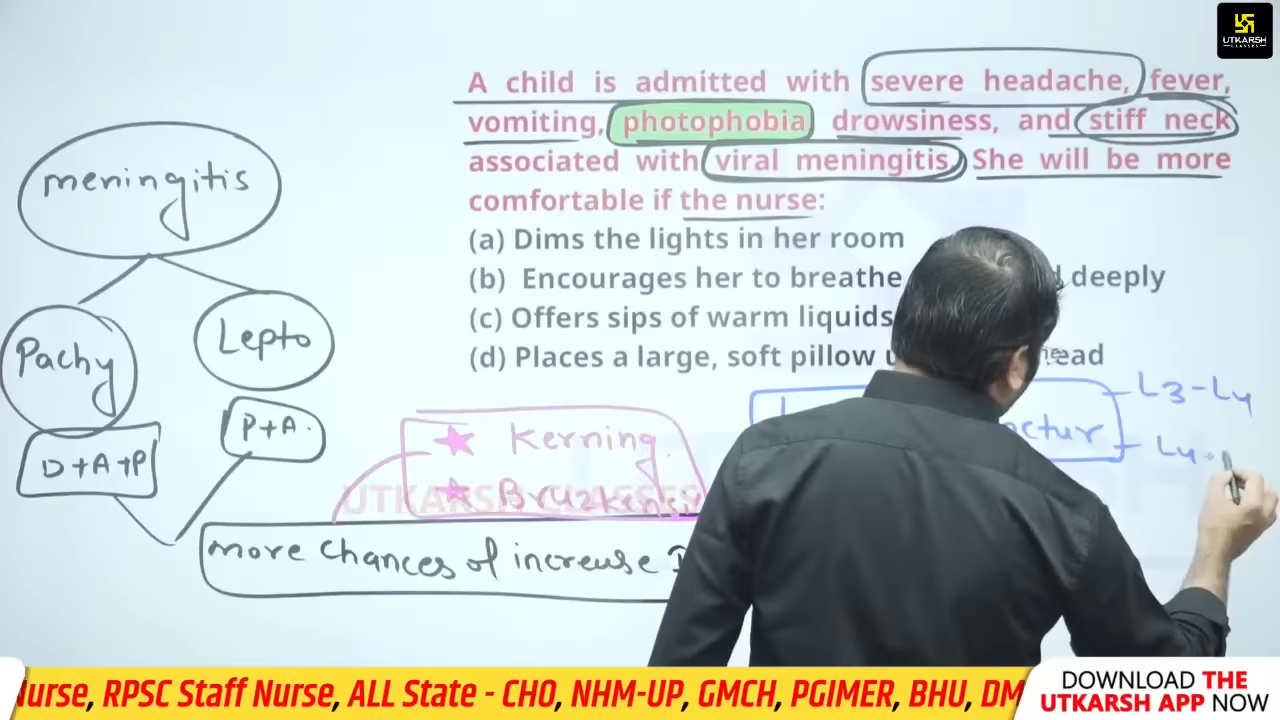 UTKARSH
CLASSES
A child is admitted with severe headache, fever,
vomiting, photophobia drowsiness, and stiff neck
associated with viral meningitis. She will be more
comfortable if the nurse:
(a) Dims the lights in her room
(b) Encourages her to breathe deeply
(c) Offers sips of warm liquids
(d) Places a large, soft pillow head
meningitis
Pachy
Lepto
D+A+P
P+A.
★ Kerning
★
UTKARSH CLASSES
more chances of increase
L3-L4
L4
Nurse, RPSC Staff Nurse, ALL State - CHO, NHM-UP, GMCH, PGIMER, BHU, DM
DOWNLOAD THE
UTKARSH APP NOW